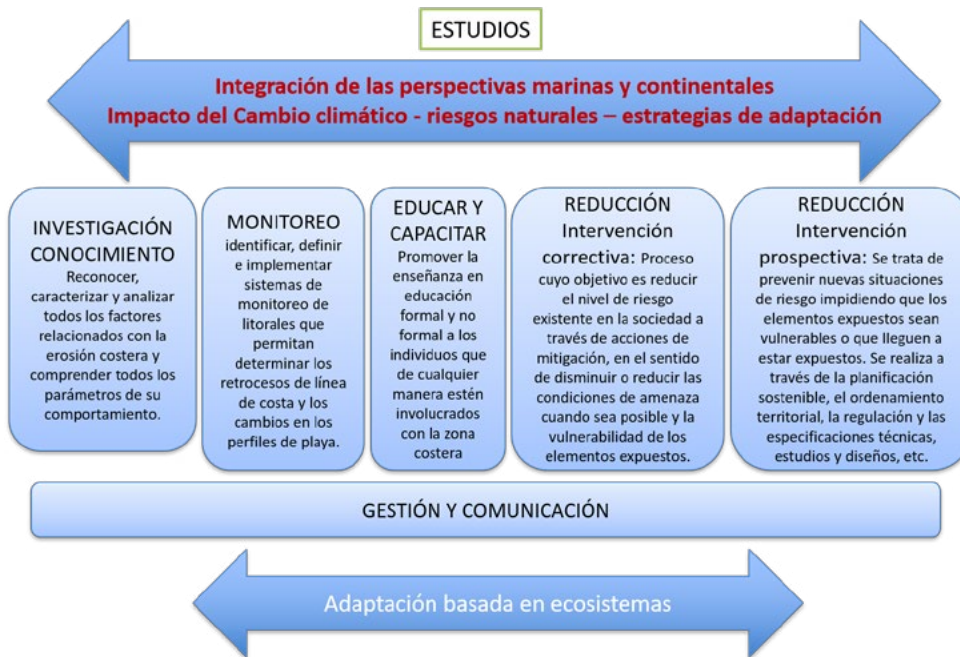 ESTUDIOS
Integración de las perspectivas marinas y continentales
Impacto del Cambio climático - riesgos naturales – estrategias de adaptación
INVESTIGACIÓN
CONOCIMIENTO
Reconocer,
caracterizar y analizar
todos los factores
relacionados con la
erosión costera y
comprender todos los
parámetros de su
comportamiento.
MONITOREO
identificar, definir
e implementar
sistemas de
monitoreo de
litorales que
permitan
determinar los
retrocesos de línea
de costa y los
cambios en los
perfiles de playa.
EDUCAR Y
CAPACITAR
Promover la
enseñanza en
educación
formal y no
formal a los
individuos que
de cualquier
manera estén
involucrados
con la zona
costera
REDUCCIÓN
Intervención
correctiva: Proceso
cuyo objetivo es reducir
el nivel de riesgo
existente en la sociedad a
través de acciones de
mitigación, en el sentido
de disminuir o reducir las
condiciones de amenaza
cuando sea posible y la
vulnerabilidad de los
elementos expuestos.
REDUCCIÓN
Intervención
prospectiva: Se trata de
prevenir nuevas situaciones
de riesgo impidiendo que los
elementos expuestos sean
vulnerables o que lleguen a
estar expuestos. Se realiza a
través de la planificación
sostenible, el ordenamiento
territorial, la regulación y las
especificaciones técnicas,
estudios y diseños, etc.
GESTIÓN Y COMUNICACIÓN
Adaptación basada en ecosistemas